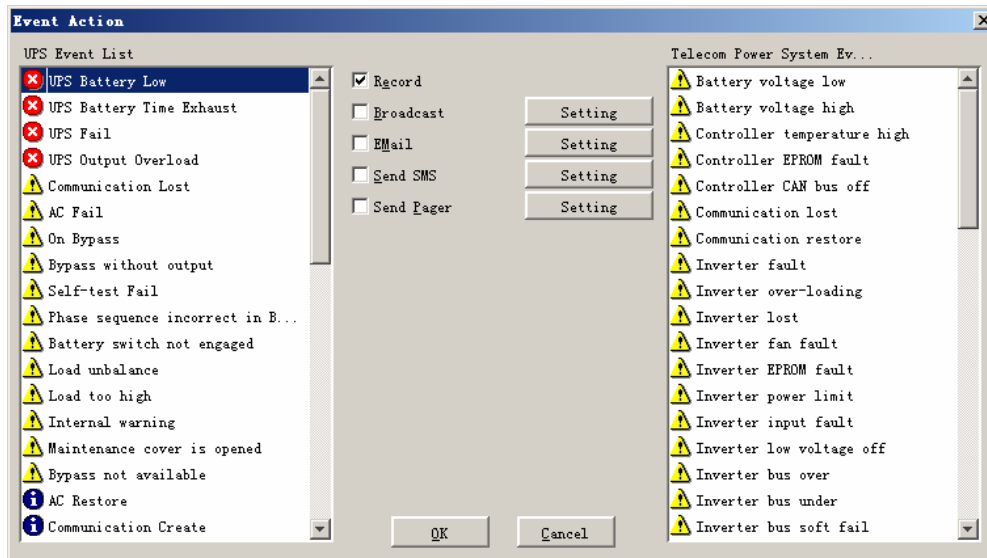 Event Action
UPS Event List
UPS Battery Low
UPS Battery Time Exhaust
UPS Fail
UPS Output Overload
Communication Lost
AC Fail
On Bypass
Bypass without output
Self-test Fail
Phase sequence incorrect in B...
Battery switch not engaged
Load unbalance
Load too high
Internal warning
Maintenance cover is opened
Bypass not available
AC Restore
Communication Create
Record
Broadcast Setting
EMail Setting
Send SMS Setting
Send Pager Setting
OK Cancel
Telecom Power System Ev...
Battery voltage low
Battery voltage high
Controller temperature high
Controller EPROM fault
Controller CAN bus off
Communication lost
Communication restore
Inverter fault
Inverter over-loading
Inverter lost
Inverter fan fault
Inverter EPROM fault
Inverter power limit
Inverter input fault
Inverter low voltage off
Inverter bus over
Inverter bus under
Inverter bus soft fail